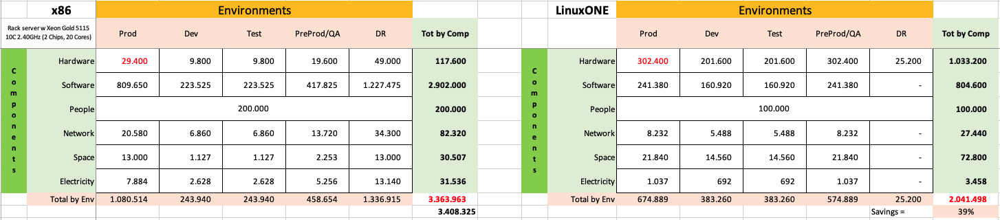 x86 Environments
Rack server w Xeon Gold 5115
10C 2.40GHz (2 Chips, 20 Cores)
Prod Dev Test PreProd/QA DR Tot by Comp
Components
Hardware 29.400 9.800 9.800 19.600 49.000 117.600
Software 809.650 223.525 223.525 417.825 1.227.475 2.902.000
People 200.000 200.000
Network 20.580 6.860 6.860 13.720 34.300 82.320
Space 13.000 1.127 1.127 2.253 13.000 30.507
Electricity 7.884 2.628 2.628 5.256 13.140 31.536
Total by Env 1.080.514 243.940 243.940 458.654 1.336.915 3.363.963
3.408.325
LinuxONE Environments
Prod Dev Test PreProd/QA DR Tot by Comp
Components
Hardware 302.400 201.600 201.600 302.400 25.200 1.033.200
Software 241.380 160.920 160.920 241.380 - 804.600
People 100.000 100.000
Network 8.232 5.488 5.488 8.232 - 27.440
Space 21.840 14.560 14.560 21.840 - 72.800
Electricity 1.037 692 692 1.037 - 3.458
Total by Env 674.889 383.260 383.260 574.889 25.200 2.041.498
Savings = 39%